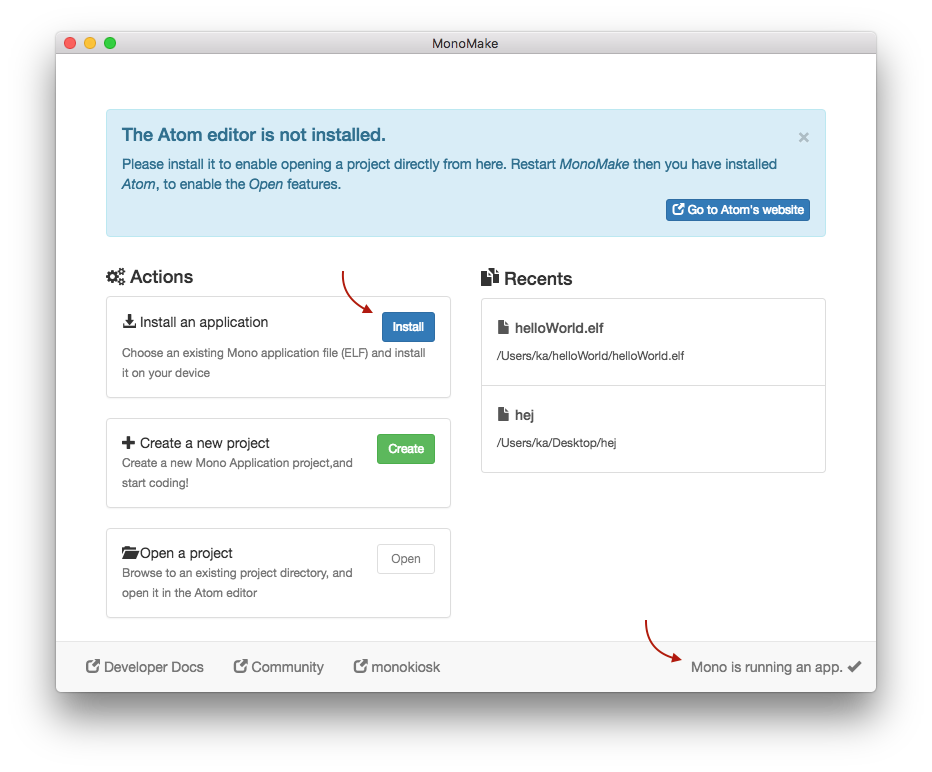 MonoMake
The Atom editor is not installed.
×
Please install it to enable opening a project directly from here. Restart MonoMake then you have installed
Atom, to enable the Open features.
Go to Atom's website
Actions
Install an application
Install
Choose an existing Mono application file (ELF) and install
it on your device
Create a new project
Create
Create a new Mono Application project,and
start coding!
Open a project
Open
Browse to an existing project directory, and
open it in the Atom editor
Recents
helloWorld.elf
/Users/ka/helloWorld/helloWorld.elf
hej
/Users/ka/Desktop/hej
Developer Docs
Community
monokiosk
Mono is running an app.